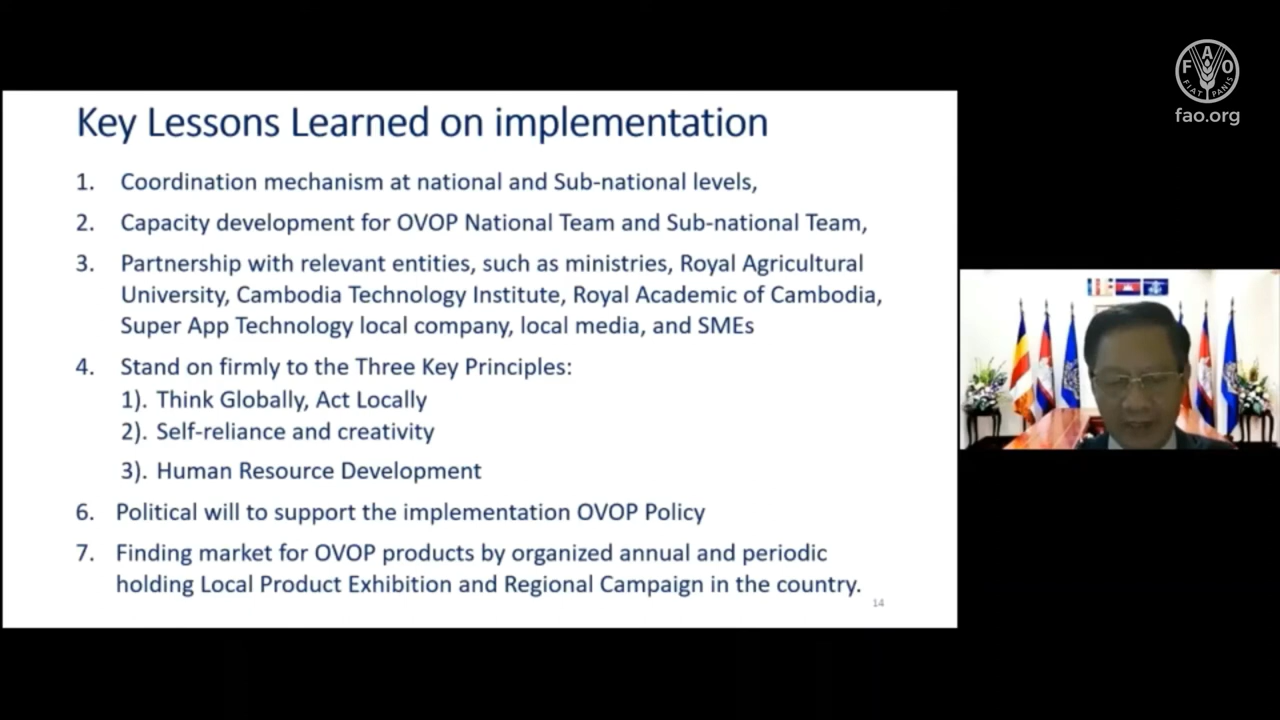 FAO
FIAT PANIS
fao.org
Key Lessons Learned on implementation
1. Coordination mechanism at national and Sub-national levels,
2. Capacity development for OVOP National Team and Sub-national Team,
3. Partnership with relevant entities, such as ministries, Royal Agricultural
University, Cambodia Technology Institute, Royal Academic of Cambodia,
Super App Technology local company, local media, and SMEs
4. Stand on firmly to the Three Key Principles:
1). Think Globally, Act Locally
2). Self-reliance and creativity
3). Human Resource Development
6. Political will to support the implementation OVOP Policy
7. Finding market for OVOP products by organized annual and periodic
holding Local Product Exhibition and Regional Campaign in the country.
14